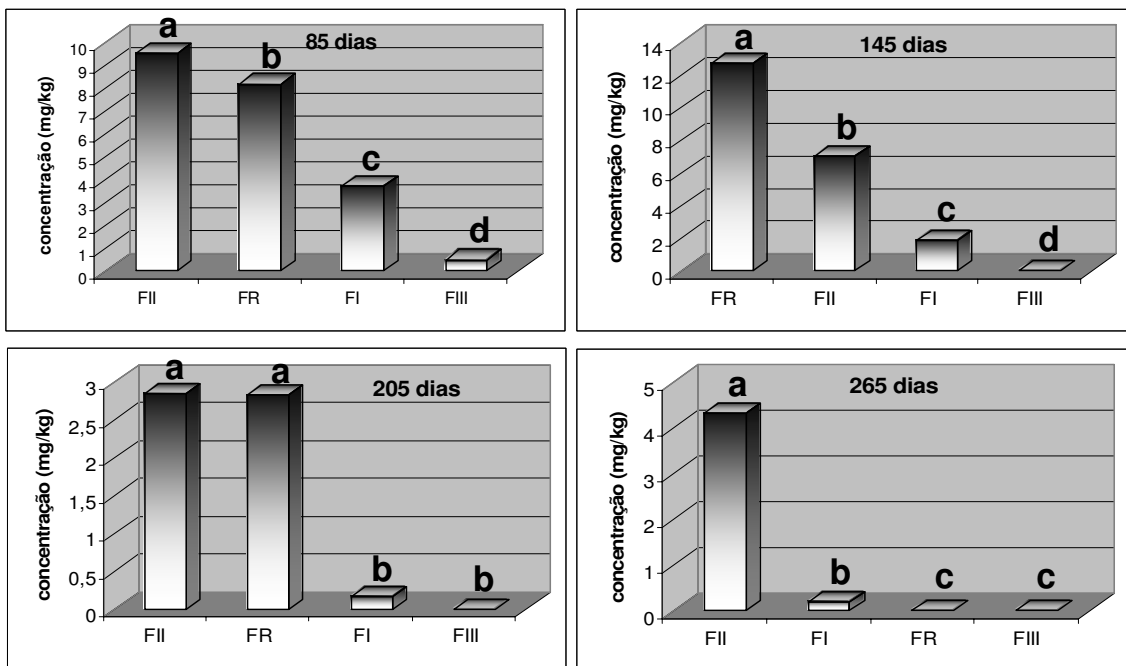 85 dias
concentração (mg/kg)
10
9
8
7
6
5
4
3
2
1
0
a
b
c
d
FII FR FI FIII
145 dias
concentração (mg/kg)
14
12
10
8
6
4
2
0
a
b
c
d
FR FII FI FIII
205 dias
concentração (mg/kg)
3
2,5
2
1,5
1
0,5
0
a
a
b
b
FII FR FI FIII
265 dias
concentração (mg/kg)
5
4
3
2
1
0
a
b
c
c
FII FI FR FIII